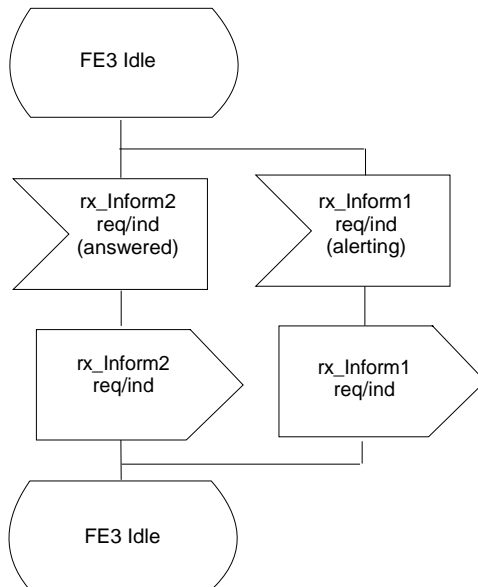 FE3 Idle
rx_Inform2
req/ind
(answered)
rx_Inform1
req/ind
(alerting)
rx_Inform2
req/ind
rx_Inform1
req/ind
FE3 Idle